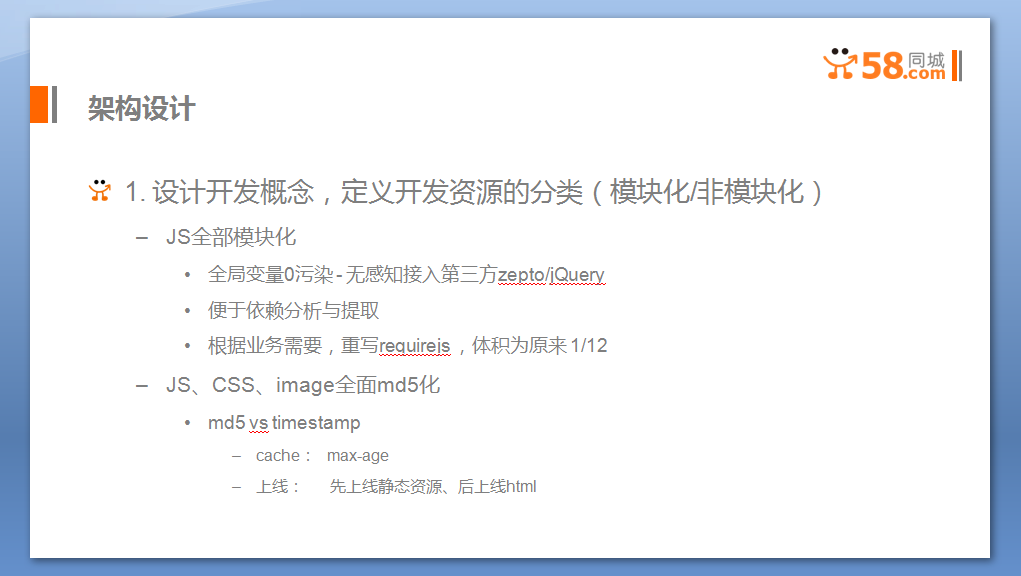 58同城.com
架构设计
1. 设计开发概念，定义开发资源的分类（模块化/非模块化）
– JS全部模块化
• 全局变量0污染 - 无感知接入第三方zepto/jQuery
• 便于依赖分析与提取
• 根据业务需要，重写requirejs ，体积为原来 1/12
– JS、CSS、image全面md5化
• md5 vs timestamp
– cache： max-age
– 上线： 先上线静态资源、后上线html